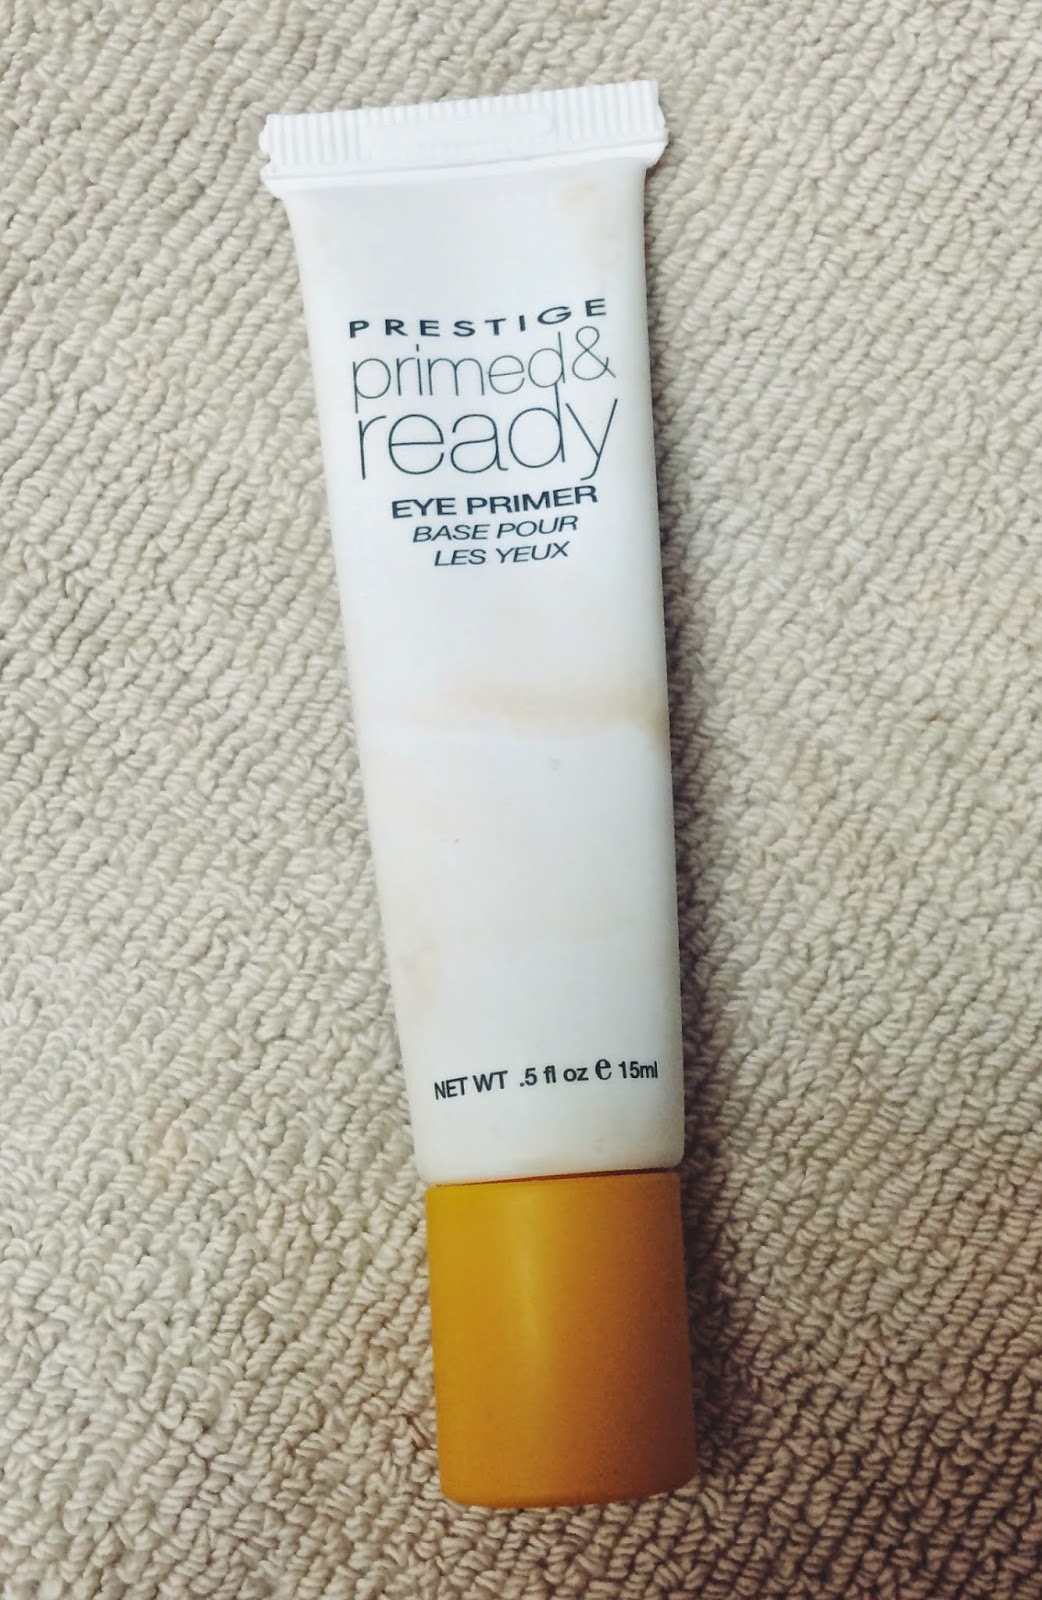 PRESTIGE
primed&
ready
EYE PRIMER
BASE POUR
LES YEUX
NET WT .5 fl oz e 15ml